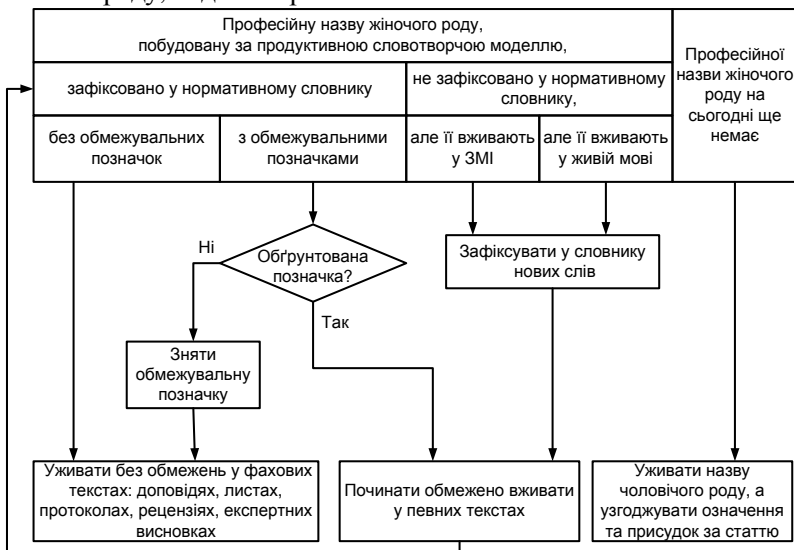 Професійну назву жіночого роду,
побудовану за продуктивною словотворчою моделлю,
Професійної
назви жіночого
роду на
сьогодні ще
немає
зафіксовано у нормативному словнику
не зафіксовано у нормативному
словнику,
без обмежувальних
позначок
з обмежувальними
позначками
але її вживають
у ЗМІ
але її вживають
у живій мові
Ні
Обґрунтована
позначка?
Зафіксувати у словнику
нових слів
Так
Зняти
обмежувальну
позначку
Уживати без обмежень у фахових
текстах: доповідях, листах,
протоколах, рецензіях, експертних
висновках
Починати обмежено вживати
у певних текстах
Уживати назву
чоловічого роду, а
узгоджувати означення
та присудок за статтю